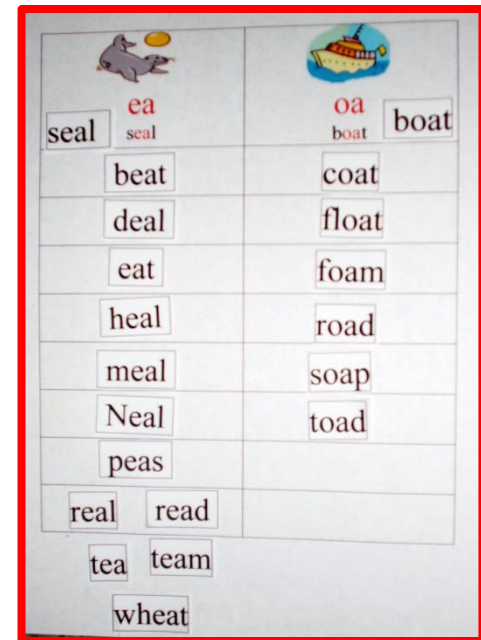 ea oa
seal boat
seal boat
beat coat
deal float
eat foam
heal road
meal soap
Neal toad
peas
real read
tea team
wheat